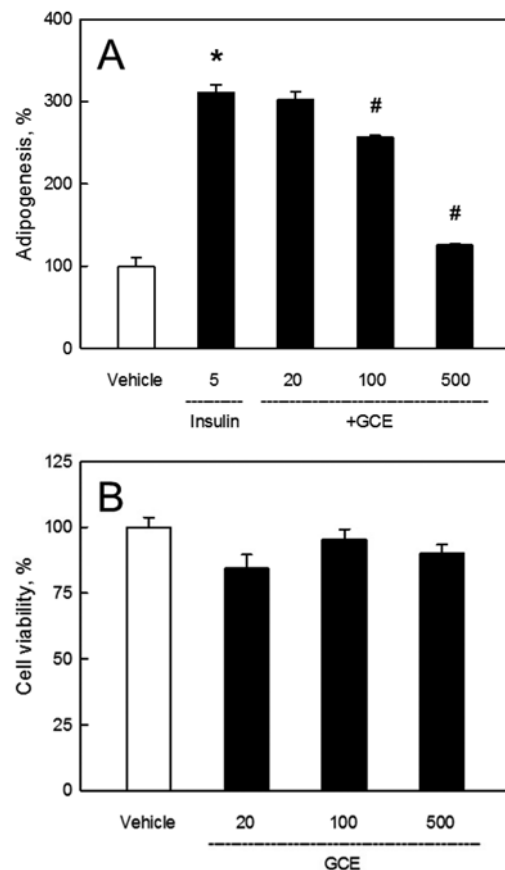 A
Adipogenesis, %
400
300
200
100
0
*
#
#
Vehicle 5 20 100 500
Insulin +GCE
B
Cell viability, %
125
100
75
50
25
0
Vehicle 20 100 500
GCE